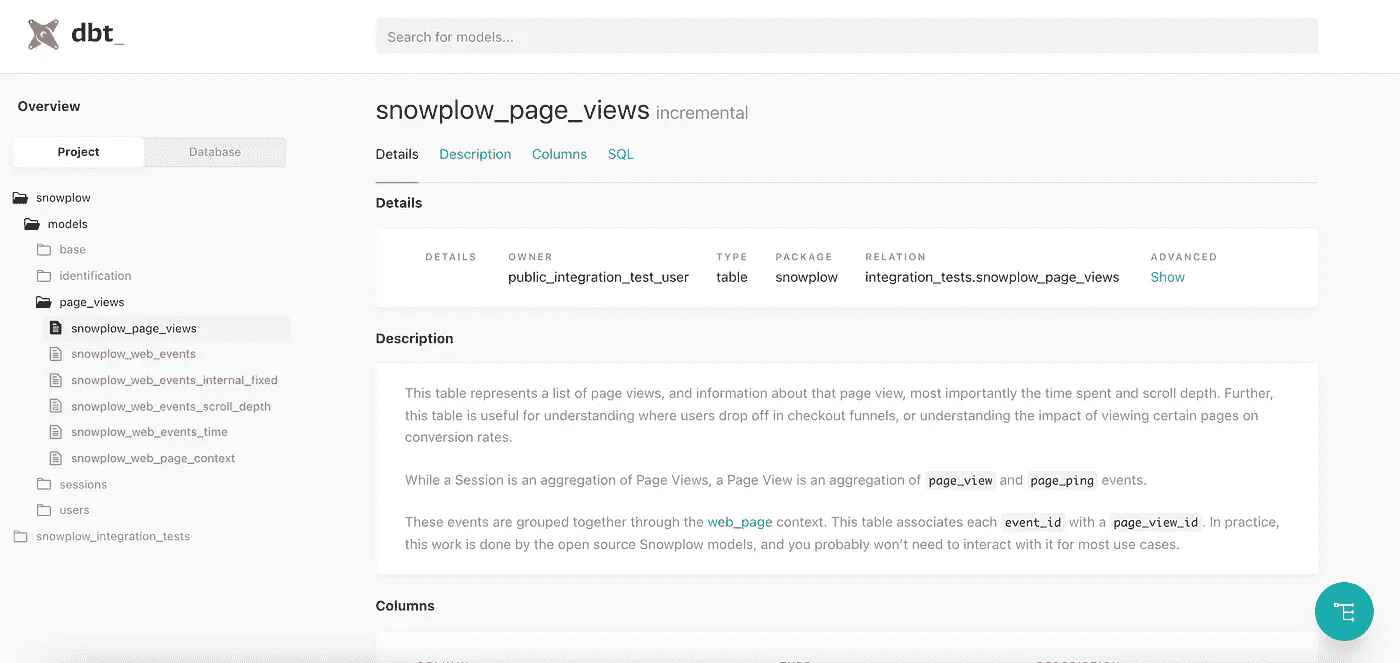 dbt_
Search for models...
Overview
Project Database
snowplow
models
base
identification
page_views
snowplow_page_views
snowplow_web_events
snowplow_web_events_internal_fixed
snowplow_web_events_scroll_depth
snowplow_web_events_time
snowplow_web_page_context
sessions
users
snowplow_integration_tests
snowplow_page_views incremental
Details Description Columns SQL
Details
DETAILS OWNER TYPE PACKAGE RELATION ADVANCED
public_integration_test_user table snowplow integration_tests.snowplow_page_views Show
Description
This table represents a list of page views, and information about that page view, most importantly the time spent and scroll depth. Further,
this table is useful for understanding where users drop off in checkout funnels, or understanding the impact of viewing certain pages on
conversion rates.
While a Session is an aggregation of Page Views, a Page View is an aggregation of page_view and page_ping events.
These events are grouped together through the web_page context. This table associates each event_id with a page_view_id. In practice,
this work is done by the open source Snowplow models, and you probably won’t need to interact with it for most use cases.
Columns